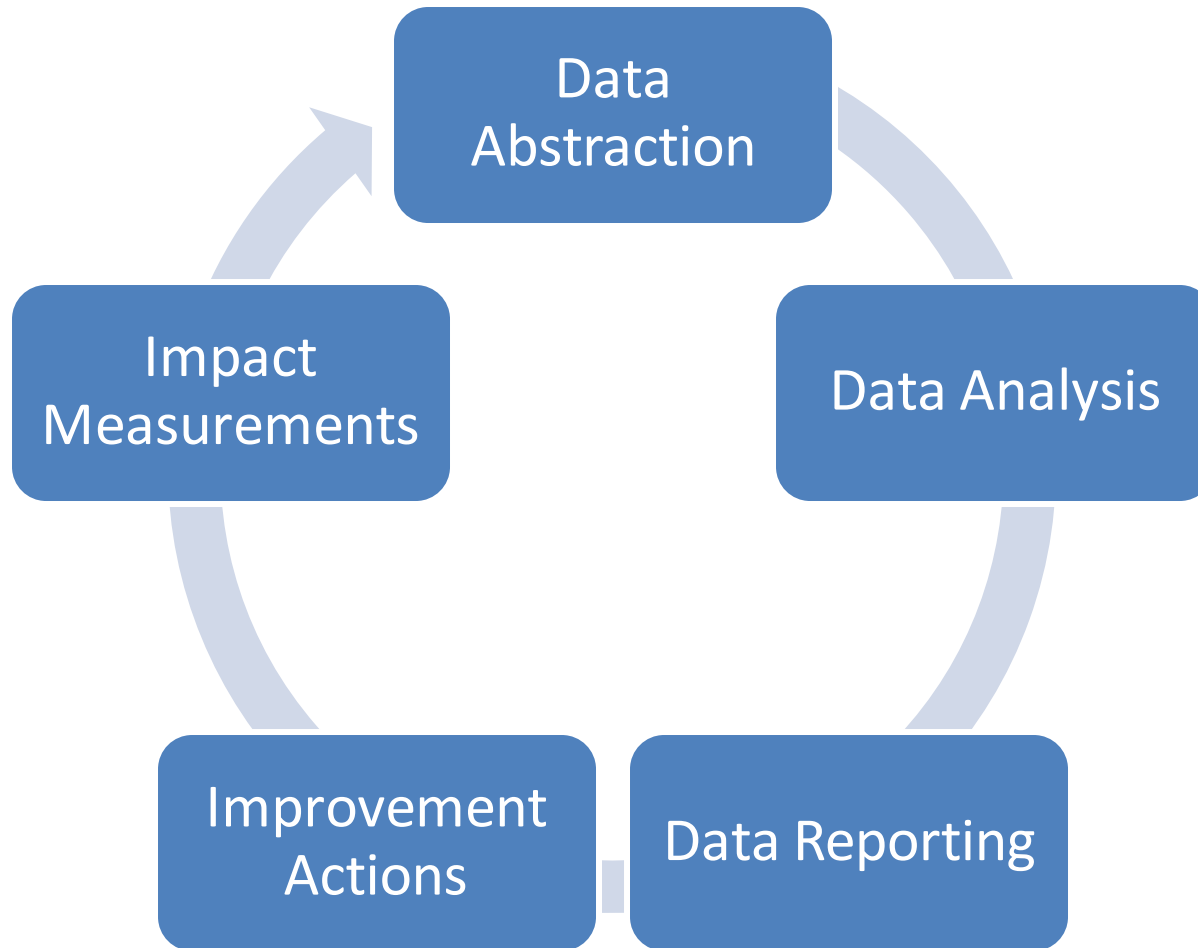 Data
Abstraction
Data Analysis
Data Reporting
Improvement
Actions
Impact
Measurements